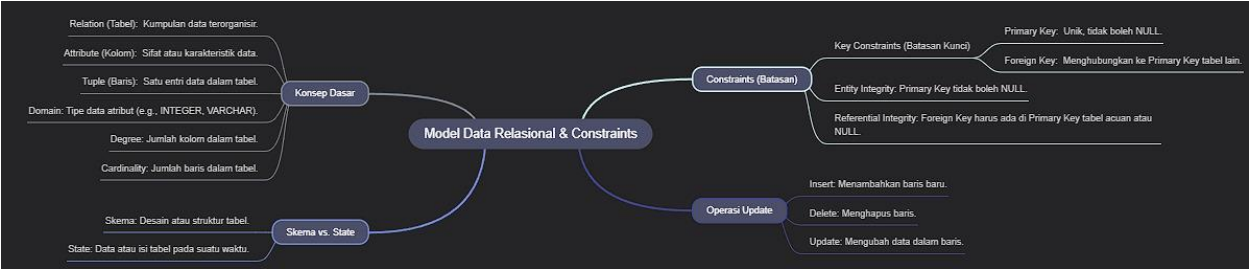 Model Data Relasional & Constraints
Konsep Dasar
Relation (Tabel): Kumpulan data terorganisir.
Attribute (Kolom): Sifat atau karakteristik data.
Tuple (Baris): Satu entri data dalam tabel.
Domain: Tipe data atribut (e.g., INTEGER, VARCHAR).
Degree: Jumlah kolom dalam tabel.
Cardinality: Jumlah baris dalam tabel.
Skema vs. State
Skema: Desain atau struktur tabel.
State: Data atau isi tabel pada suatu waktu.
Constraints (Batasan)
Key Constraints (Batasan Kunci)
Primary Key: Unik, tidak boleh NULL.
Foreign Key: Menghubungkan ke Primary Key tabel lain.
Entity Integrity: Primary Key tidak boleh NULL.
Referential Integrity: Foreign Key harus ada di Primary Key tabel acuan atau
NULL.
Operasi Update
Insert: Menambahkan baris baru.
Delete: Menghapus baris.
Update: Mengubah data dalam baris.